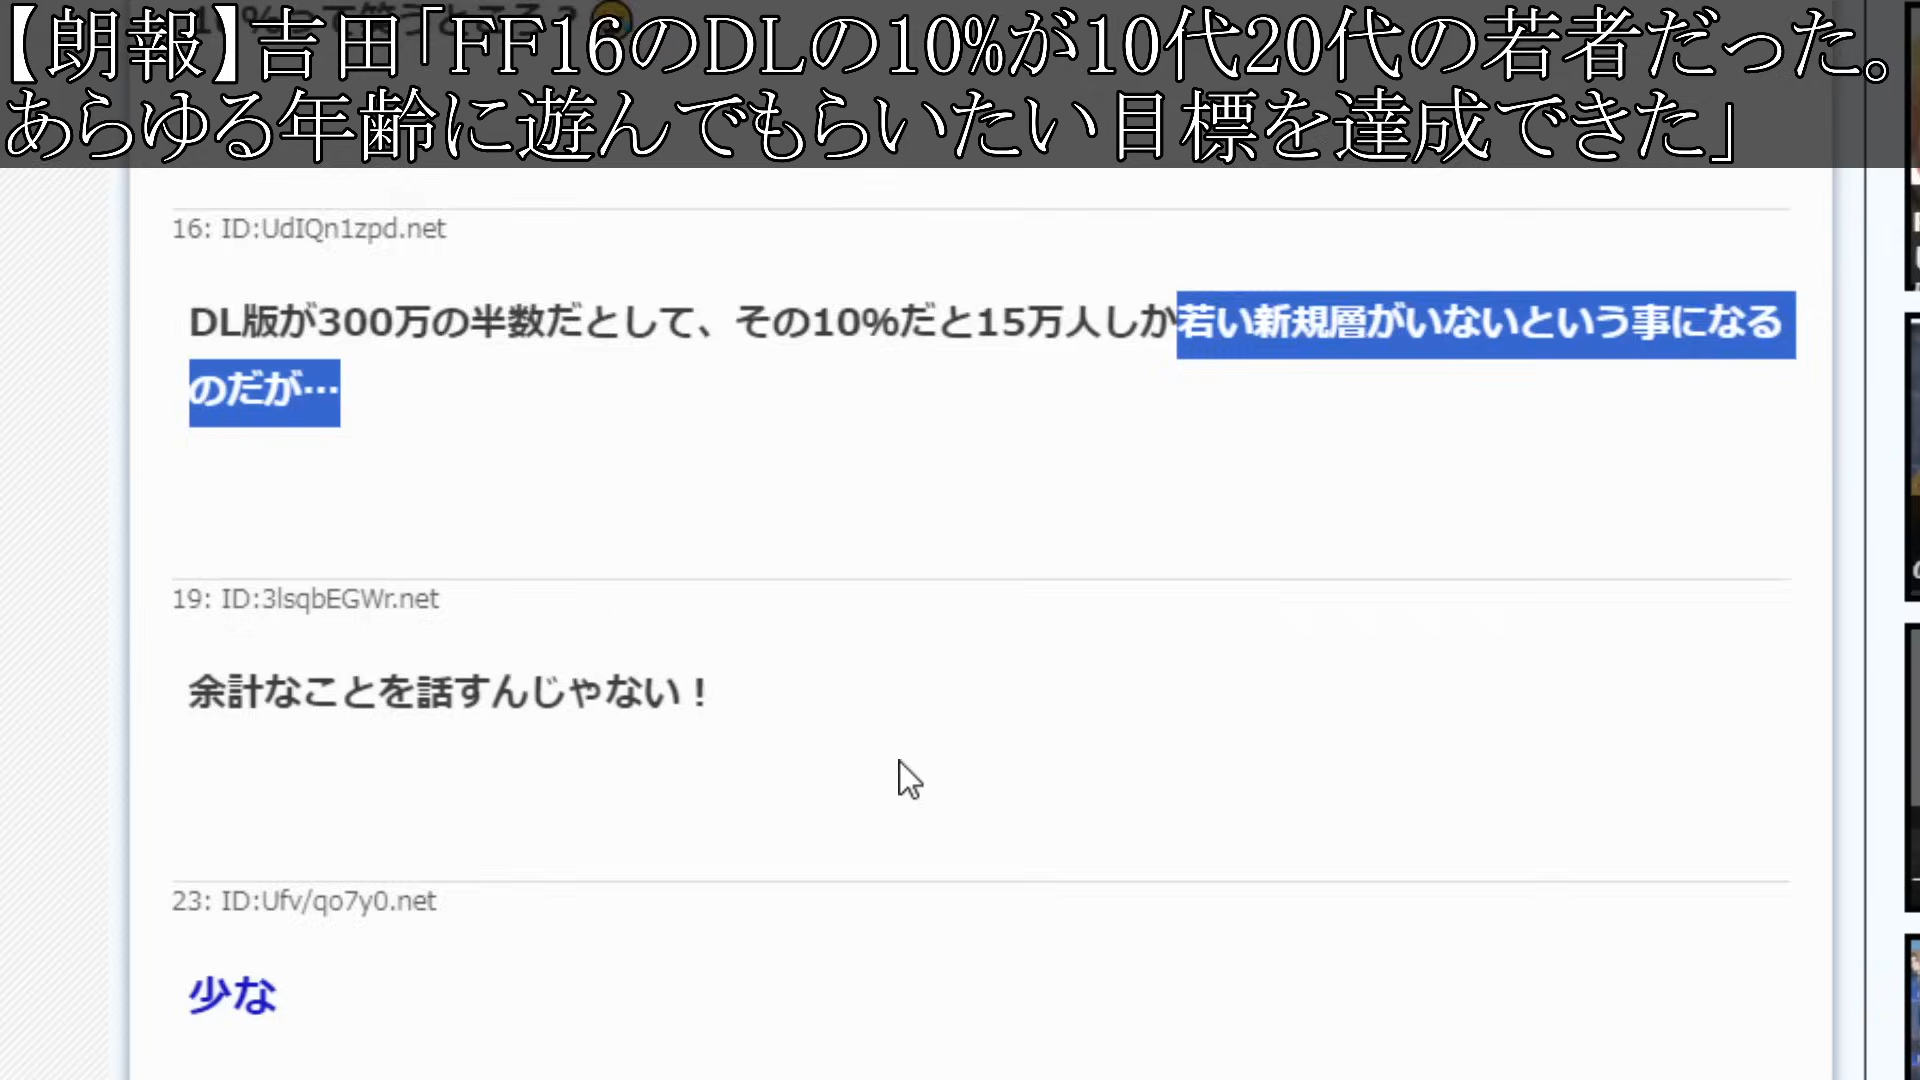 【朗報】吉田「FF16のDLの10%が10代20代の若者だった。
あらゆる年齢に遊んでもらいたい目標を達成できた」
16: ID:UdIQn1zpd.net
DL版が300万の半数だとして、その10%だと15万人しか若い新規層がいないという事になる
のだが…
19: ID:3lsqbEGWr.net
余計なことを話すんじゃない！
23: ID:Ufv/qo7y0.net
少な